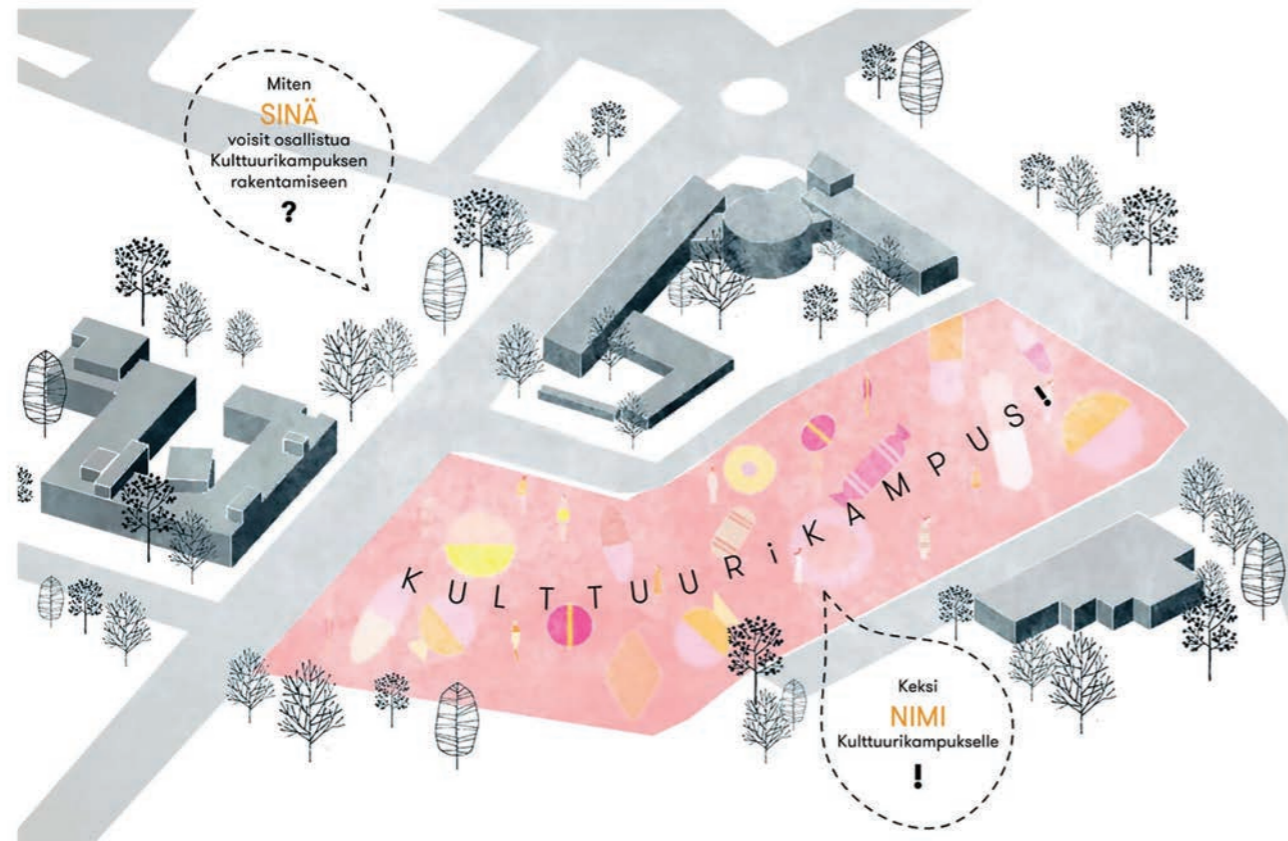 Miten
SINÄ
voisit osallistua
Kulttuurikampuksen
rakentamiseen
?
KULTTUURiKAMPUS!
Keksi
NIMI
Kulttuurikampukselle
!